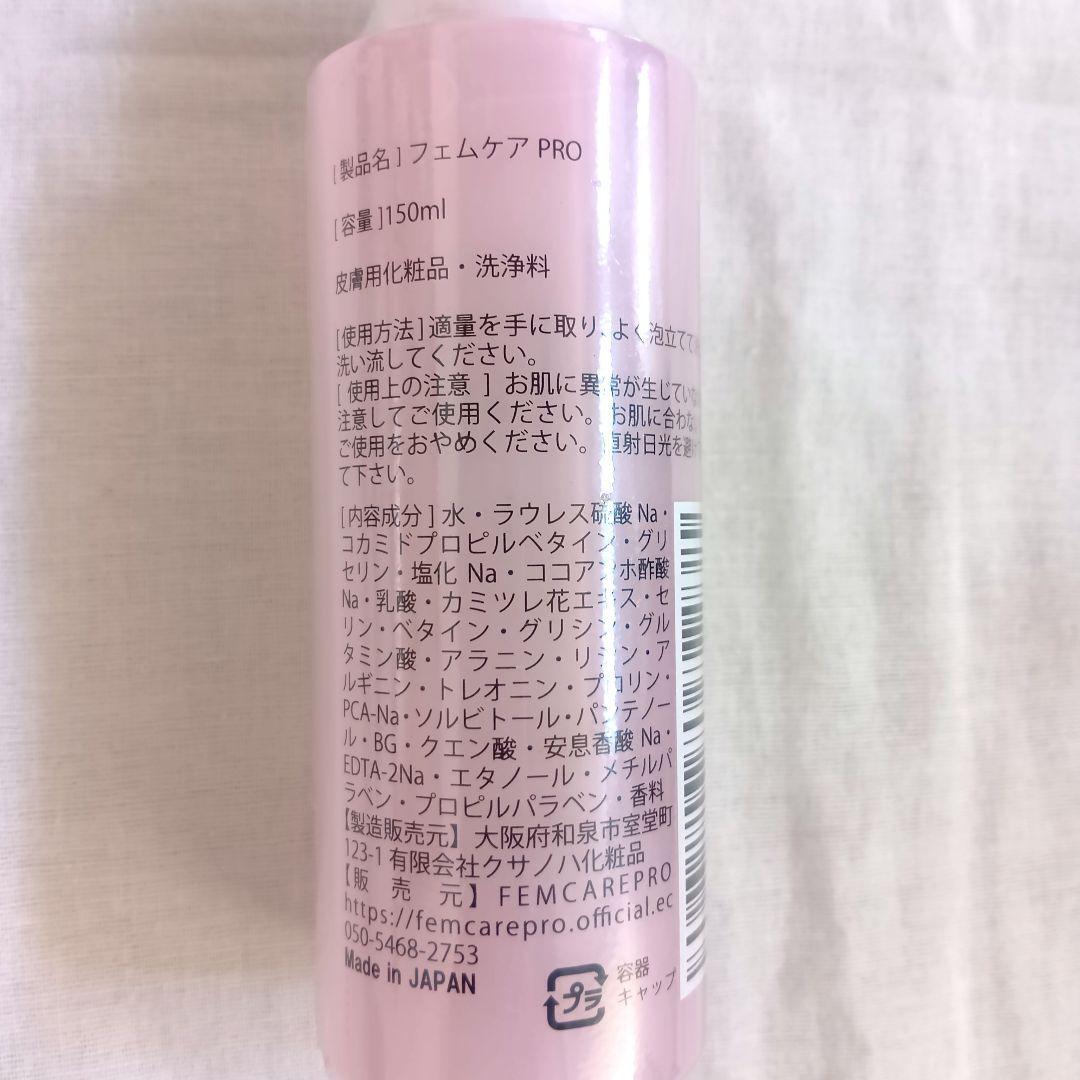 [ 製品名 ] フェムケア PRO
[ 容量 ]150ml
皮膚用化粧品・洗浄料
[ 使用方法 ] 適量を手に取り、よく泡立てて
洗い流してください。
[ 使用上の注意 ] お肌に異常が生じていな
注意してご使用ください。お肌に合わな
ご使用をおやめください。直射日光を避け
て下さい。
[ 内容成分 ] 水・ラウレス硫酸 Na・
コカミドプロピルベタイン・グリ
セリン・塩化 Na・ココアンホ酢酸
Na・乳酸・カミツレ花エキス・セ
リン・ベタイン・グリシン・グル
タミン酸・アラニン・リシン・ア
ルギニン・トレオニン・プロリン・
PCA-Na・ソルビトール・パンテノー
ル・BG・クエン酸・安息香酸 Na・
EDTA-2Na・エタノール・メチルパ
ラベン・プロピルパラベン・香料
【製造販売元】大阪府和泉市室堂町
123-1 有限会社クサノハ化粧品
【販売元】FEMCAREPRO
https://femcarepro.official.ec
050-5468-2753
Made in JAPAN
プラ
容器
キャップ